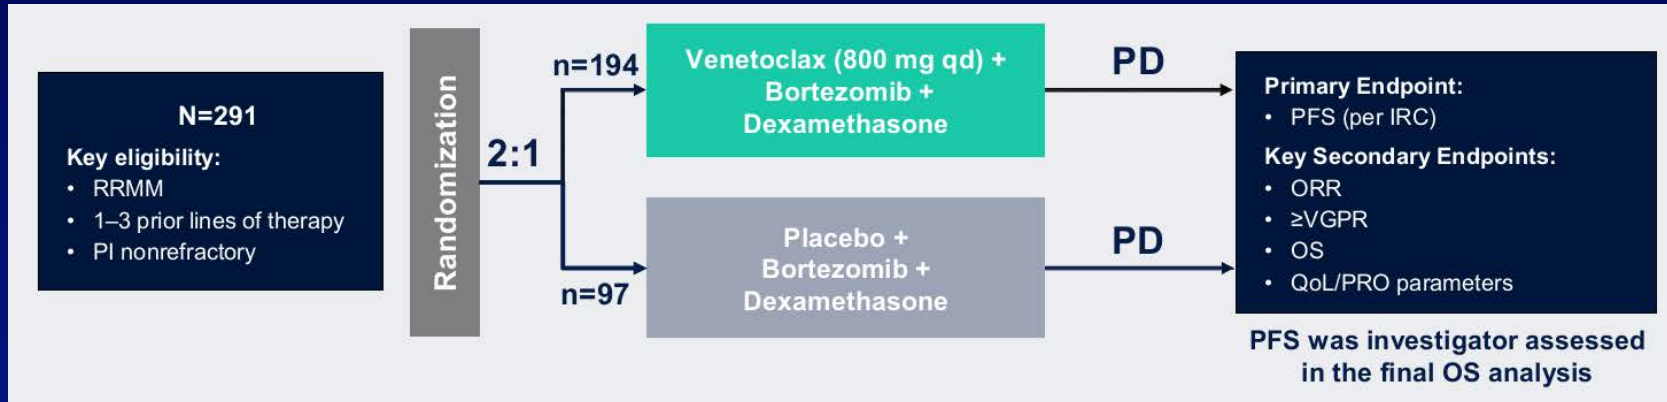 N=291
Key eligibility:
• RRMM
• 1–3 prior lines of therapy
• PI nonrefractory
Randomization
2:1
n=194
Venetoclax (800 mg qd) +
Bortezomib +
Dexamethasone
PD
n=97
Placebo +
Bortezomib +
Dexamethasone
PD
Primary Endpoint:
• PFS (per IRC)
Key Secondary Endpoints:
• ORR
• ≥VGPR
• OS
• QoL/PRO parameters
PFS was investigator assessed
in the final OS analysis